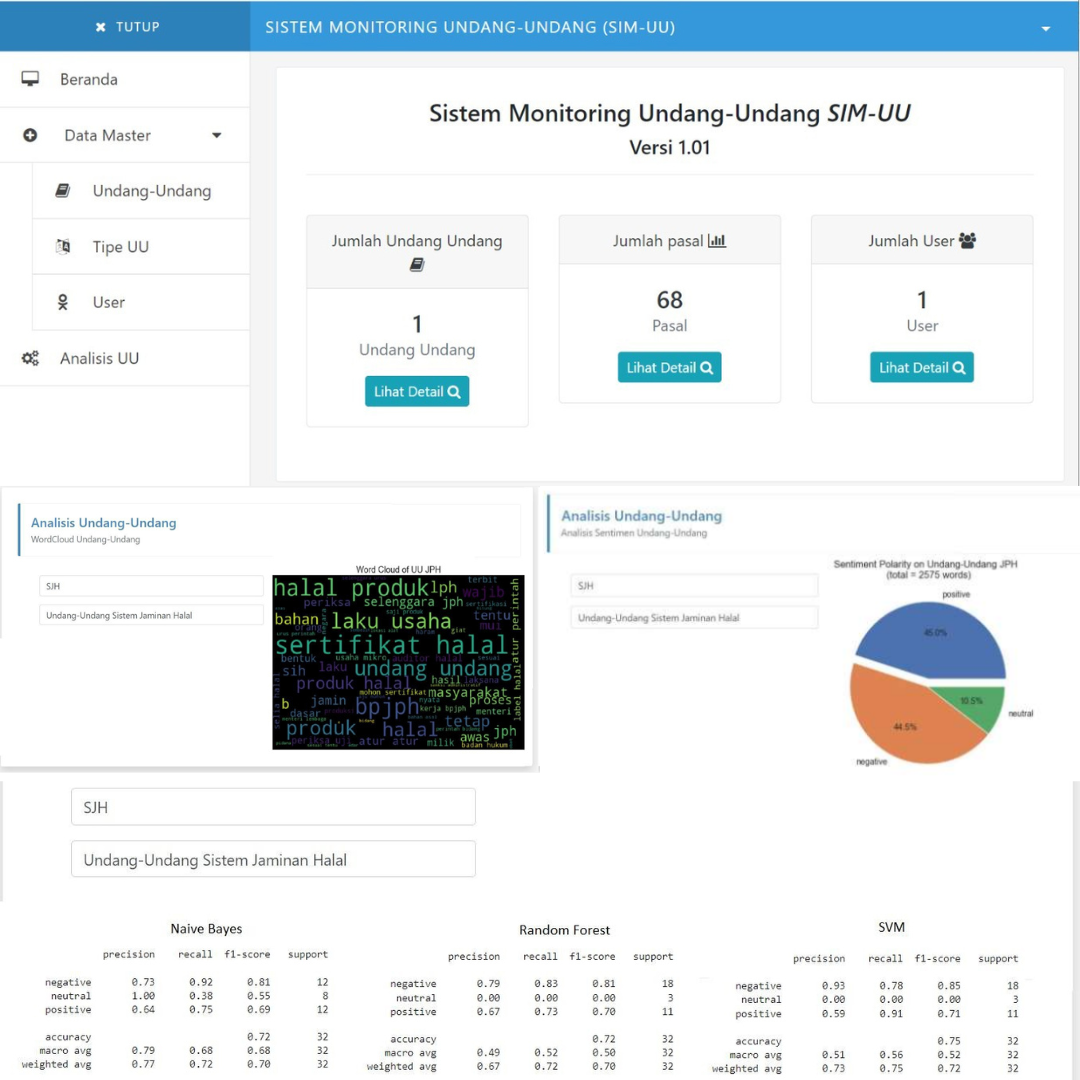 ✖ TUTUP
SISTEM MONITORING UNDANG-UNDANG (SIM-UU)
Beranda
Data Master
Undang-Undang
Tipe UU
User
Analisis UU
Sistem Monitoring Undang-Undang SIM-UU
Versi 1.01
Jumlah Undang Undang
1
Undang Undang
Lihat Detail
Jumlah pasal
68
Pasal
Lihat Detail
Jumlah User
1
User
Lihat Detail
Analisis Undang-Undang
WordCloud Undang-Undang
SJH
Undang-Undang Sistem Jaminan Halal
Word Cloud of UU JPH
halal produk lph wajib terbit
periksa selenggara jph sertifikasi
bahan laku usaha tentu mui
orang
sertifikat halal
bentuk usaha mikro auditor halal sesuai
sih laku undang undang
produk halal hasil laksana
mohon sertifikat masyarakat
b jamin bpjph nyata proses
dasar kerja bpjph menteri
produk halal tetap
awas jph
periksa uji atur atur milik badan hukum
label halal atur perintah
Analisis Undang-Undang
Analisis Sentimen Undang-Undang
SJH
Undang-Undang Sistem Jaminan Halal
Sentiment Polarity on Undang-Undang JPH
(total = 2575 words)
positive
45.0%
10.5%
neutral
44.5%
negative
SJH
Undang-Undang Sistem Jaminan Halal
Naive Bayes
precision recall f1-score support
negative 0.73 0.92 0.81 12
neutral 1.00 0.38 0.55 8
positive 0.64 0.75 0.69 12
accuracy 0.72 32
macro avg 0.79 0.68 0.68 32
weighted avg 0.77 0.72 0.70 32
Random Forest
precision recall f1-score support
negative 0.79 0.83 0.81 18
neutral 0.00 0.00 0.00 3
positive 0.67 0.73 0.70 11
accuracy 0.72 32
macro avg 0.49 0.52 0.50 32
weighted avg 0.67 0.72 0.70 32
SVM
precision recall f1-score support
negative 0.93 0.78 0.85 18
neutral 0.00 0.00 0.00 3
positive 0.59 0.91 0.71 11
accuracy 0.75 32
macro avg 0.51 0.56 0.52 32
weighted avg 0.73 0.75 0.72 32